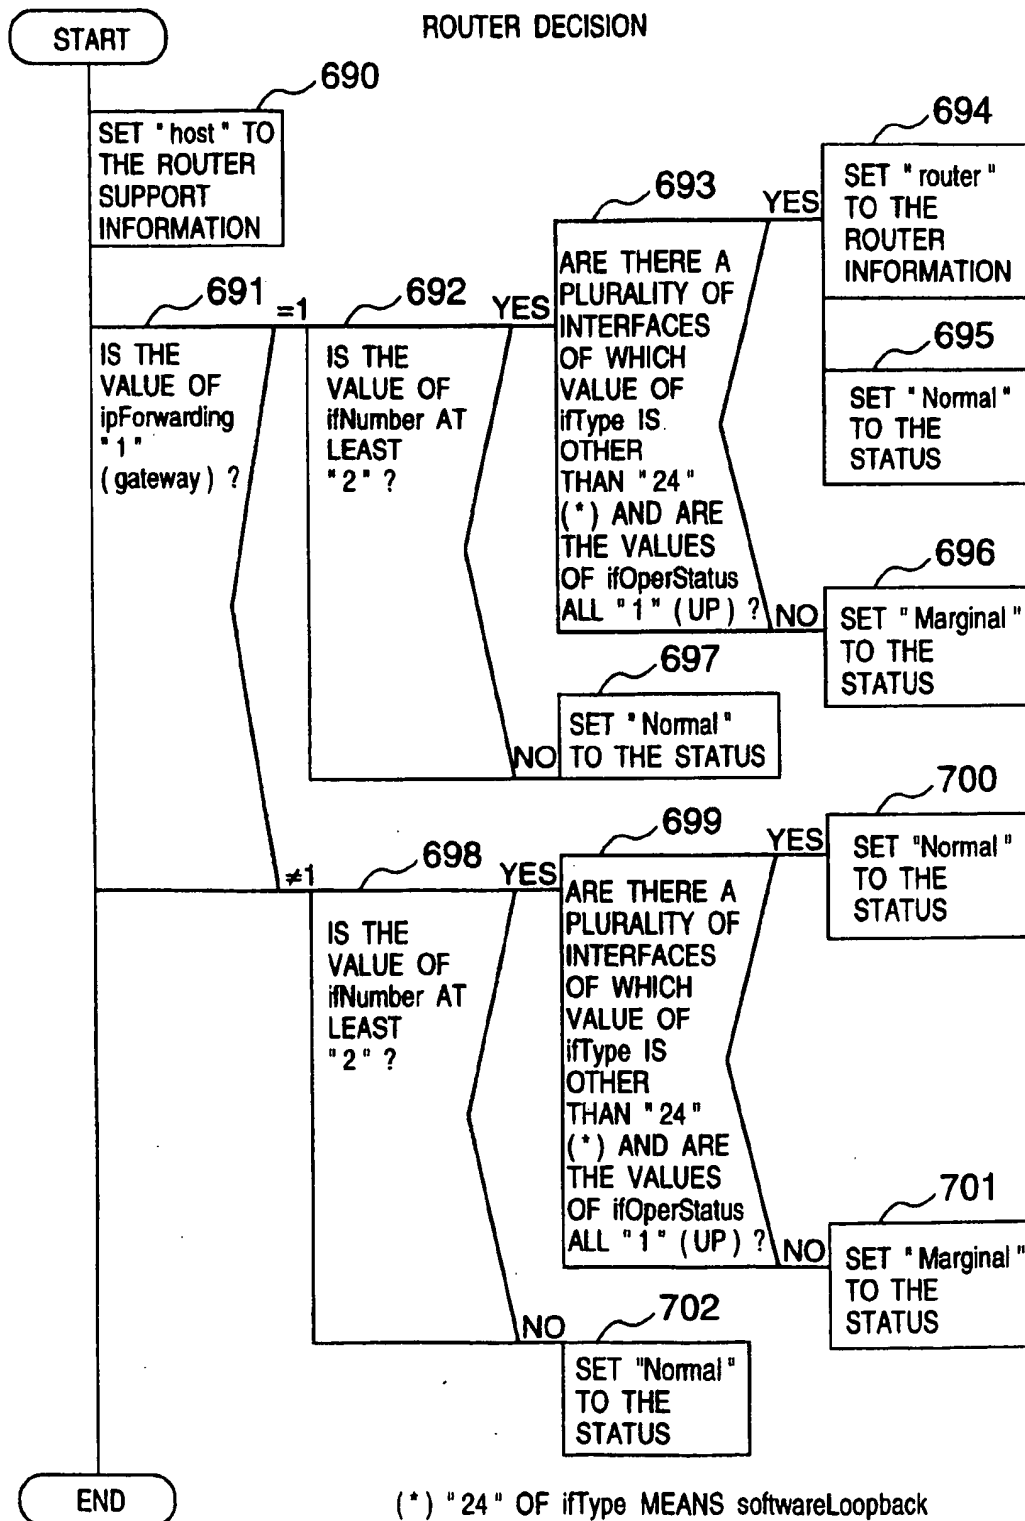 ROUTER DECISION
START
690
SET "host" TO
THE ROUTER
SUPPORT
INFORMATION
691
=1
IS THE
VALUE OF
ipForwarding
"1"
(gateway) ?
692
YES
IS THE
VALUE OF
ifNumber AT
LEAST
"2" ?
693
YES
ARE THERE A
PLURALITY OF
INTERFACES
OF WHICH
VALUE OF
ifType IS
OTHER
THAN "24"
(*) AND ARE
THE VALUES
OF ifOperStatus
ALL "1" (UP) ?
694
SET "router"
TO THE
ROUTER
INFORMATION
695
SET "Normal"
TO THE
STATUS
NO
696
SET "Marginal"
TO THE
STATUS
NO
697
SET "Normal"
TO THE STATUS
≠1
698
YES
IS THE
VALUE OF
ifNumber AT
LEAST
"2" ?
699
YES
ARE THERE A
PLURALITY OF
INTERFACES
OF WHICH
VALUE OF
ifType IS
OTHER
THAN "24"
(*) AND ARE
THE VALUES
OF ifOperStatus
ALL "1" (UP) ?
700
SET "Normal"
TO THE
STATUS
NO
701
SET "Marginal"
TO THE
STATUS
NO
702
SET "Normal"
TO THE
STATUS
END
(*) "24" OF ifType MEANS softwareLoopback